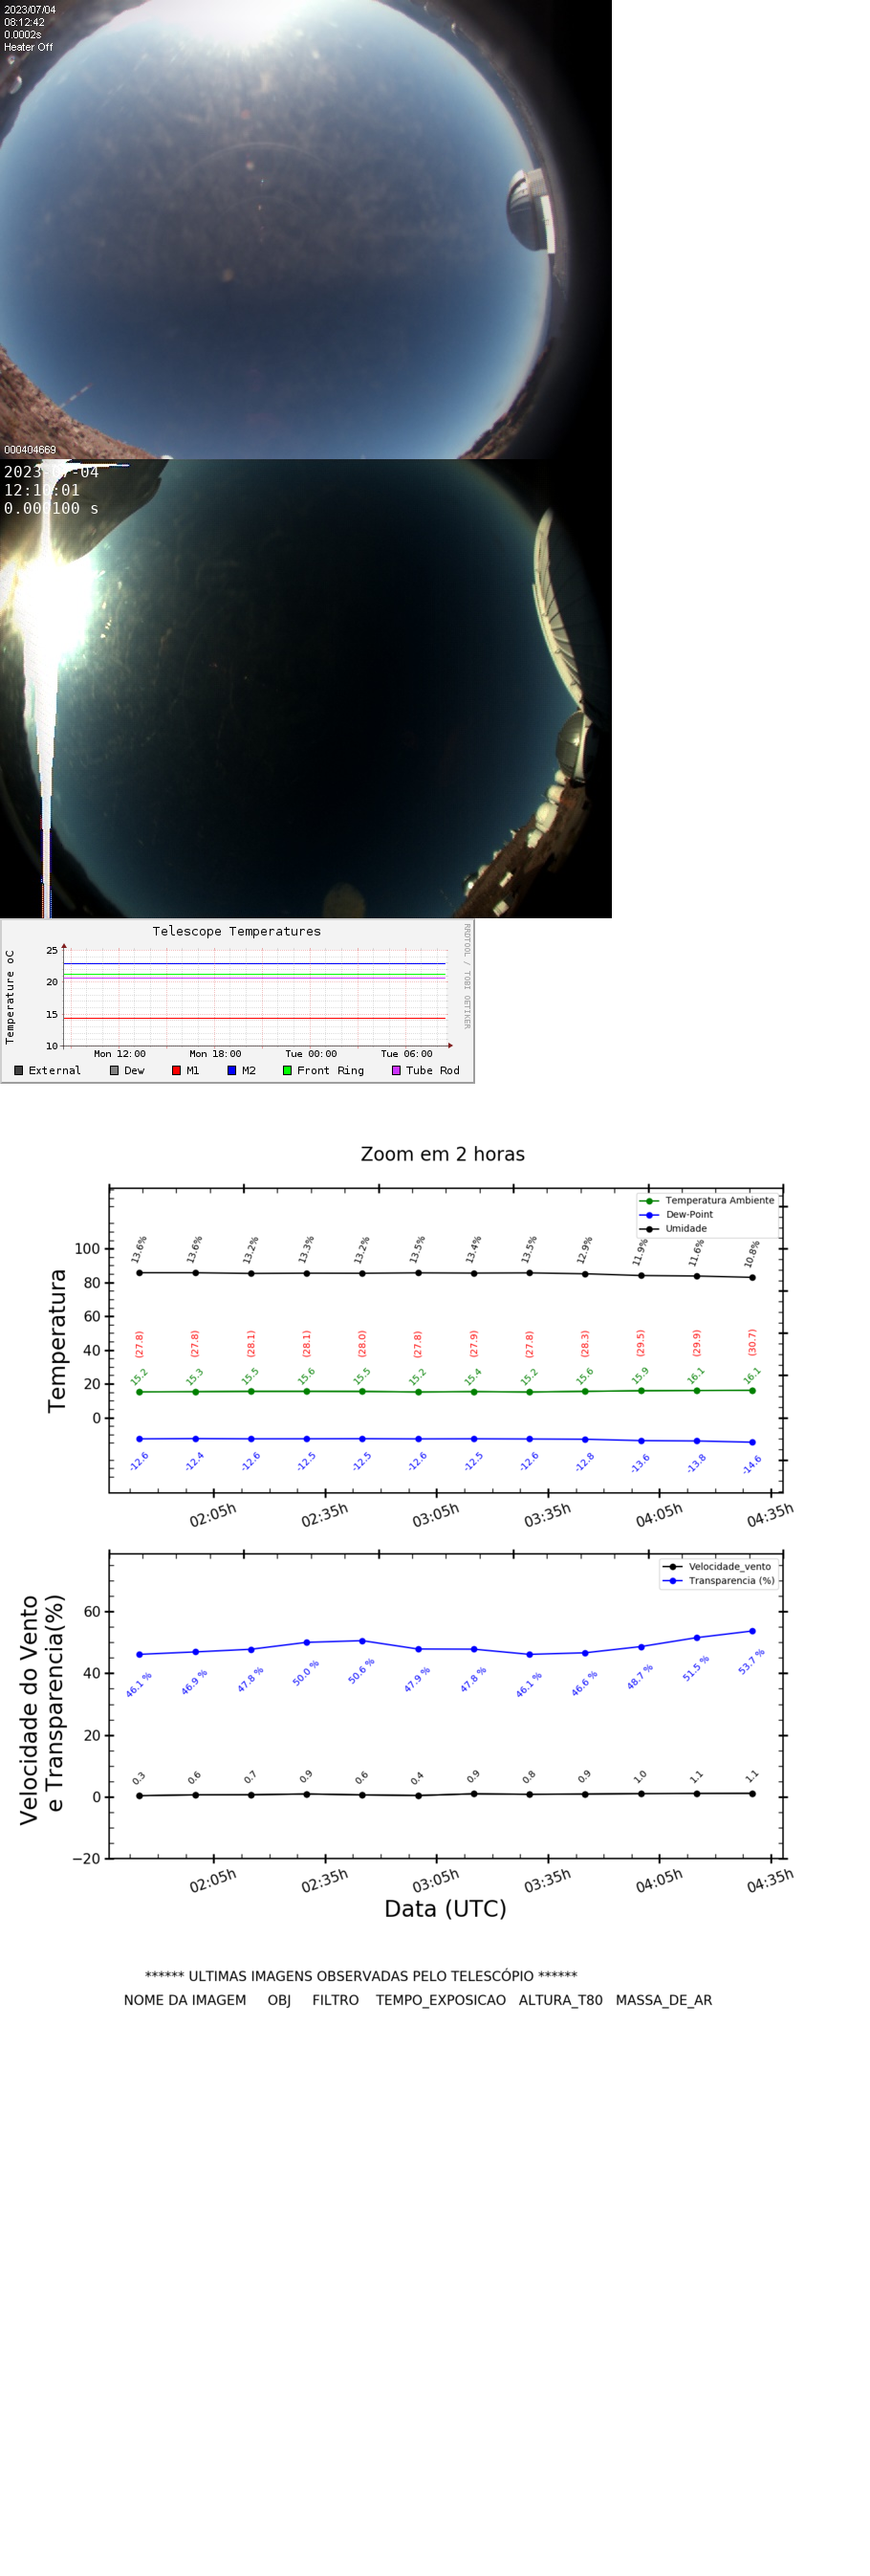 2023/07/04
08:12:42
0.0002s
Heater Off
000404669
2023-07-04
12:10:01
0.000100 s
Telescope Temperatures
Temperature oC
25
20
15
10
Mon 12:00 Mon 18:00 Tue 00:00 Tue 06:00
External Dew M1 M2 Front Ring Tube Rod
RRDTOOL / TOBI OETIKER
Zoom em 2 horas
Temperatura
Temperatura Ambiente
Dew-Point
Umidade
100
80
60
40
20
0
13.6% 13.6% 13.2% 13.3% 13.2% 13.5% 13.4% 13.5% 12.9% 11.9% 11.6% 10.8%
(27.8) (27.8) (28.1) (28.1) (28.0) (27.8) (27.9) (27.8) (28.3) (29.5) (29.9) (30.7)
15.2 15.3 15.5 15.6 15.5 15.2 15.4 15.2 15.6 15.9 16.1 16.1
-12.6 -12.4 -12.6 -12.5 -12.5 -12.6 -12.5 -12.6 -12.8 -13.6 -13.8 -14.6
02:05h 02:35h 03:05h 03:35h 04:05h 04:35h
Velocidade do Vento
e Transparencia(%)
Velocidade_vento
Transparencia (%)
60
40
20
0
−20
46.1 % 46.9 % 47.8 % 50.0 % 50.6 % 47.9 % 47.8 % 46.1 % 46.6 % 48.7 % 51.5 % 53.7 %
0.3 0.6 0.7 0.9 0.6 0.4 0.9 0.8 0.9 1.0 1.1 1.1
02:05h 02:35h 03:05h 03:35h 04:05h 04:35h
Data (UTC)
****** ULTIMAS IMAGENS OBSERVADAS PELO TELESCÓPIO ******
NOME DA IMAGEM OBJ FILTRO TEMPO_EXPOSICAO ALTURA_T80 MASSA_DE_AR